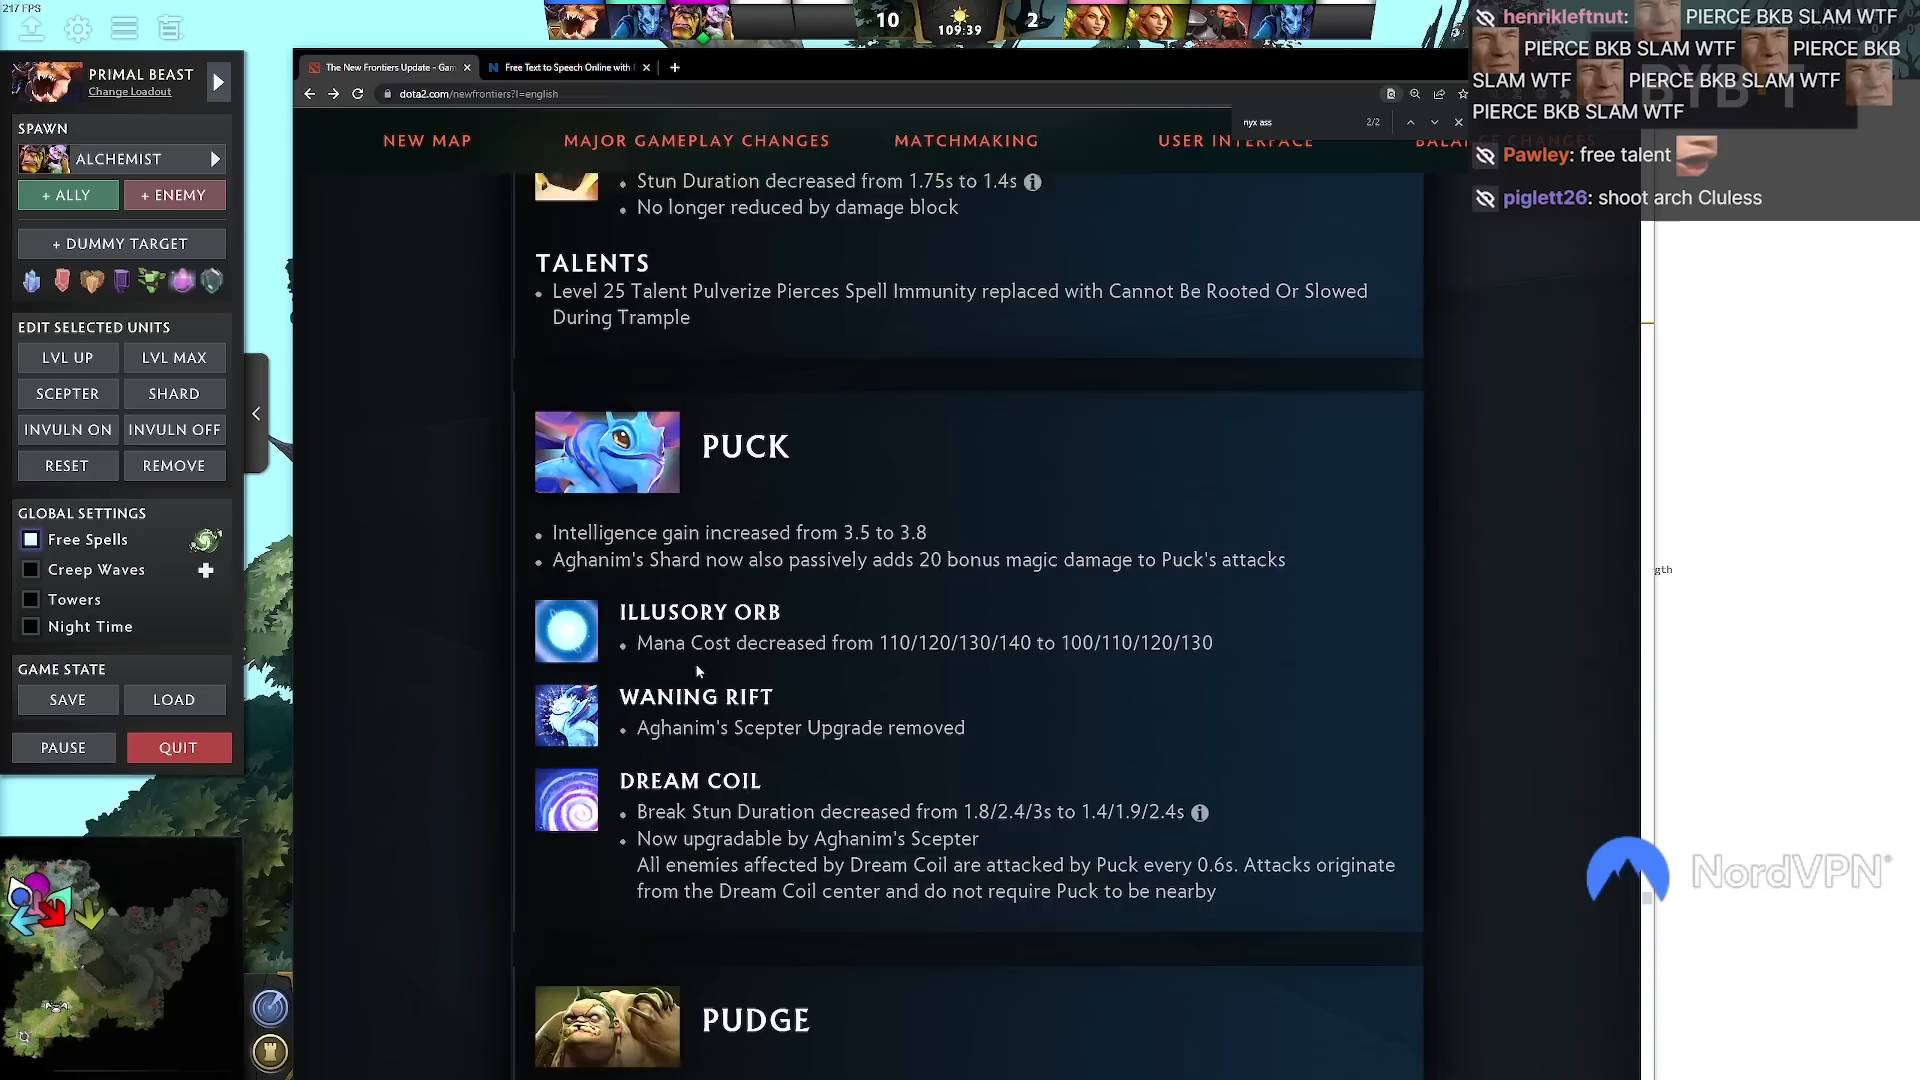 217 FPS
10
109:39
2
henrikleftnut: PIERCE BKB SLAM WTF
PIERCE BKB SLAM WTF PIERCE BKB
SLAM WTF PIERCE BKB SLAM WTF
PIERCE BKB SLAM WTF
Pawley: free talent
piglett26: shoot arch Cluless
PRIMAL BEAST
Change Loadout
SPAWN
ALCHEMIST
+ ALLY
+ ENEMY
+ DUMMY TARGET
EDIT SELECTED UNITS
LVL UP
LVL MAX
SCEPTER
SHARD
INVULN ON
INVULN OFF
RESET
REMOVE
GLOBAL SETTINGS
Free Spells
Creep Waves
Towers
Night Time
GAME STATE
SAVE
LOAD
PAUSE
QUIT
The New Frontiers Update - Gam
Free Text to Speech Online with
dota2.com/newfrontiers?l=english
nyx ass
2/2
NEW MAP
MAJOR GAMEPLAY CHANGES
MATCHMAKING
USER INTERFACE
Stun Duration decreased from 1.75s to 1.4s
No longer reduced by damage block
TALENTS
Level 25 Talent Pulverize Pierces Spell Immunity replaced with Cannot Be Rooted Or Slowed
During Trample
PUCK
Intelligence gain increased from 3.5 to 3.8
Aghanim's Shard now also passively adds 20 bonus magic damage to Puck's attacks
ILLUSORY ORB
Mana Cost decreased from 110/120/130/140 to 100/110/120/130
WANING RIFT
Aghanim's Scepter Upgrade removed
DREAM COIL
Break Stun Duration decreased from 1.8/2.4/3s to 1.4/1.9/2.4s
Now upgradable by Aghanim's Scepter
All enemies affected by Dream Coil are attacked by Puck every 0.6s. Attacks originate
from the Dream Coil center and do not require Puck to be nearby
PUDGE
gth
NordVPN®